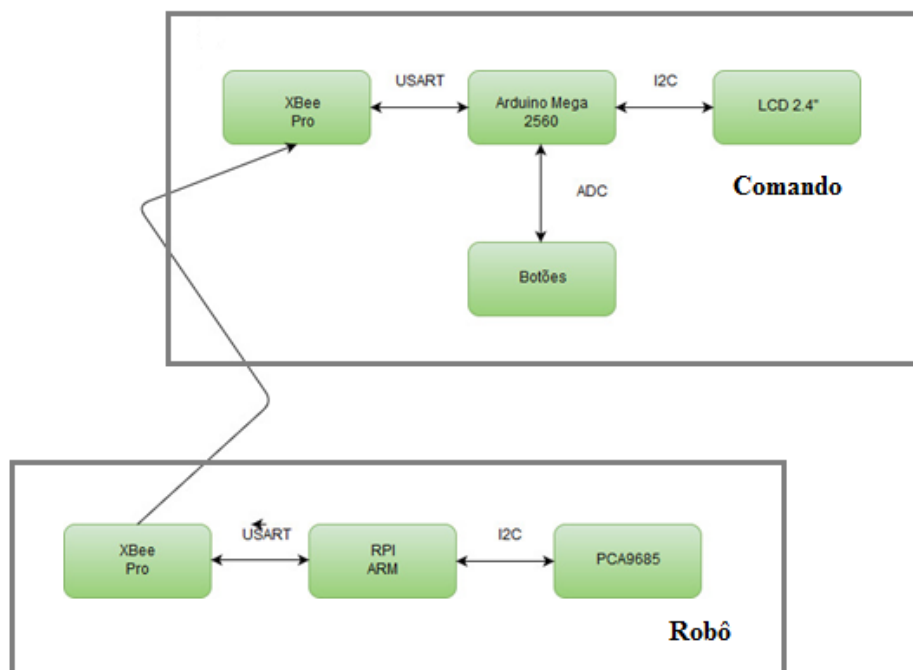 USART
I2C
XBee
Pro
Arduino Mega
2560
LCD 2.4"
Comando
ADC
Botões
USART
I2C
XBee
Pro
RPI
ARM
PCA9685
Robô